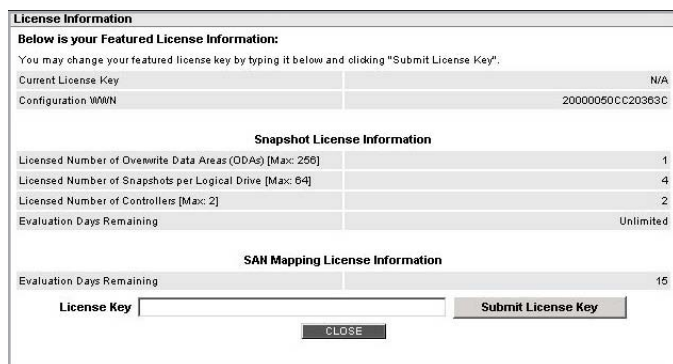 License Information
Below is your Featured License Information:
You may change your featured license key by typing it below and clicking "Submit License Key".
Current License Key N/A
Configuration WWN 20000050CC20363C
Snapshot License Information
Licensed Number of Overwrite Data Areas (ODAs) [Max: 256] 1
Licensed Number of Snapshots per Logical Drive [Max: 64] 4
Licensed Number of Controllers [Max: 2] 2
Evaluation Days Remaining Unlimited
SAN Mapping License Information
Evaluation Days Remaining 15
License Key Submit License Key
CLOSE